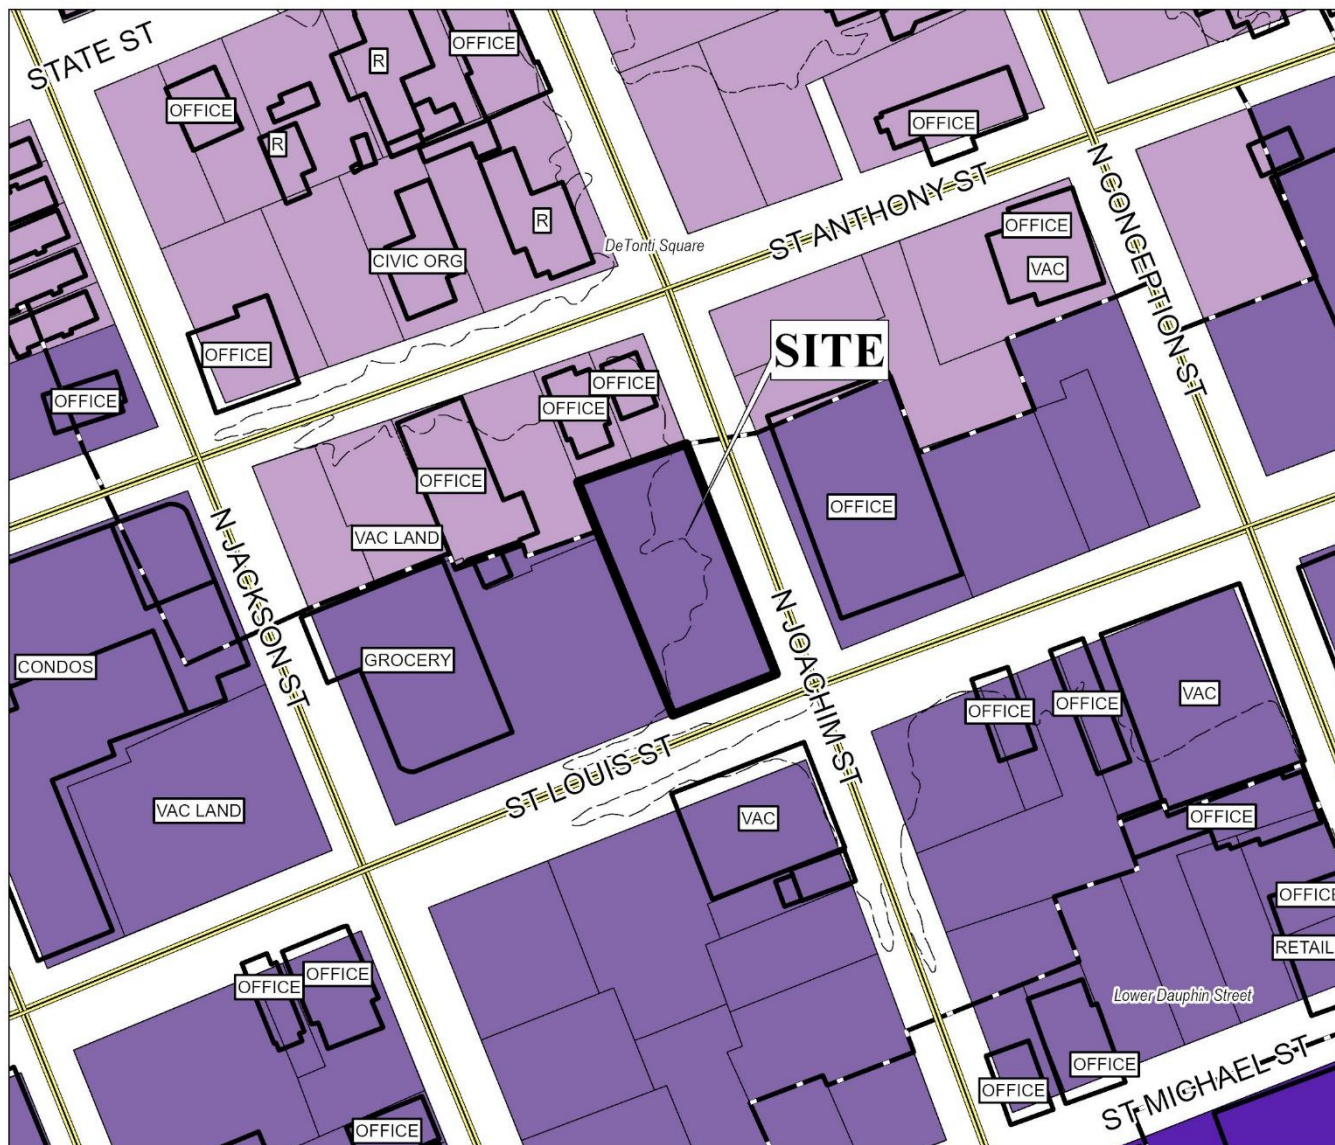 STATE ST
OFFICE
R
OFFICE
R
OFFICE
OFFICE
N CONCEPTION ST
ST ANTHONY ST
R
OFFICE
DeTonti Square
CIVIC ORG
VAC
OFFICE
SITE
OFFICE
OFFICE
OFFICE
OFFICE
OFFICE
VAC LAND
N JACKSON ST
N JOACHIM ST
CONDOS
GROCERY
VAC
OFFICE
OFFICE
ST LOUIS ST
VAC LAND
VAC
OFFICE
OFFICE
RETAIL
OFFICE
OFFICE
Lower Dauphin Street
OFFICE
OFFICE
ST MICHAEL ST
OFFICE